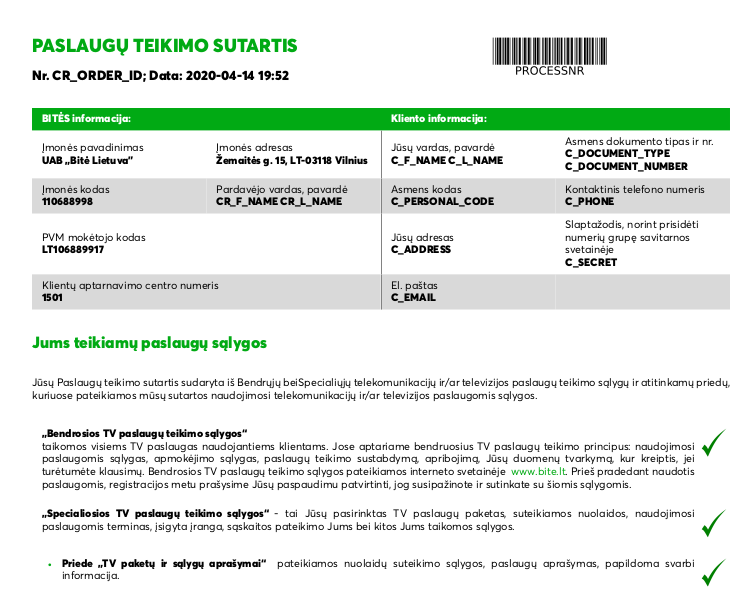 PASLAUGŲ TEIKIMO SUTARTIS
Nr. CR_ORDER_ID; Data: 2020-04-14 19:52
PROCESSNR
BITĖS informacija:
Kliento informacija:
Įmonės pavadinimas
UAB „Bitė Lietuva“
Įmonės adresas
Žemaitės g. 15, LT-03118 Vilnius
Jūsų vardas, pavardė
C_F_NAME C_L_NAME
Asmens dokumento tipas ir nr.
C_DOCUMENT_TYPE
C_DOCUMENT_NUMBER
Įmonės kodas
110688998
Pardavėjo vardas, pavardė
CR_F_NAME CR_L_NAME
Asmens kodas
C_PERSONAL_CODE
Kontaktinis telefono numeris
C_PHONE
PVM mokėtojo kodas
LT106889917
Jūsų adresas
C_ADDRESS
Slaptažodis, norint prisidėti
numerių grupę savitarnos
svetainėje
C_SECRET
Klientų aptarnavimo centro numeris
1501
El. paštas
C_EMAIL
Jums teikiamų paslaugų sąlygos
Jūsų Paslaugų teikimo sutartis sudaryta iš Bendrųjų beiSpecialiųjų telekomunikacijų ir/ar televizijos paslaugų teikimo sąlygų ir atitinkamų priedų,
kuriuose pateikiamos mūsų sutartos naudojimosi telekomunikacijų ir/ar televizijos paslaugomis sąlygos.
„Bendrosios TV paslaugų teikimo sąlygos“
taikomos visiems TV paslaugas naudojantiems klientams. Jose aptariame bendruosius TV paslaugų teikimo principus: naudojimosi
paslaugomis sąlygas, apmokėjimo sąlygas, paslaugų teikimo sustabdymą, apribojimą, Jūsų duomenų tvarkymą, kur kreiptis, jei
turėtumėte klausimų. Bendrosios TV paslaugų teikimo sąlygos pateikiamos interneto svetainėje www.bite.lt. Prieš pradedant naudotis
paslaugomis, registracijos metu prašysime Jūsų paspaudimu patvirtinti, jog susipažinote ir sutinkate su šiomis sąlygomis.
„Specialiosios TV paslaugų teikimo sąlygos“ - tai Jūsų pasirinktas TV paslaugų paketas, suteikiamos nuolaidos, naudojimosi
paslaugomis terminas, įsigyta įranga, sąskaitos pateikimo Jums bei kitos Jums taikomos sąlygos.
• Priede „TV paketų ir sąlygų aprašymai“ pateikiamos nuolaidų suteikimo sąlygos, paslaugų aprašymas, papildoma svarbi
informacija.